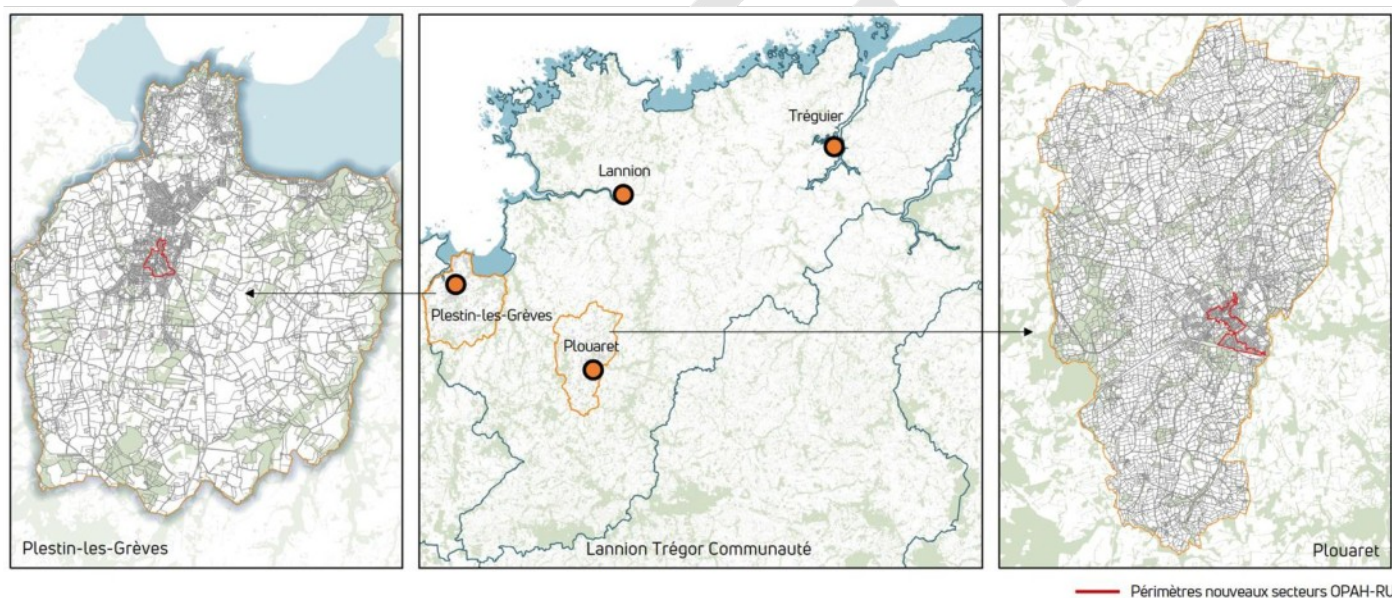 Plestin-les-Grèves
Tréguier
Lannion
Plestin-les-Grèves
Plouaret
Lannion Trégor Communauté
Plouaret
Périmètres nouveaux secteurs OPAH-RU